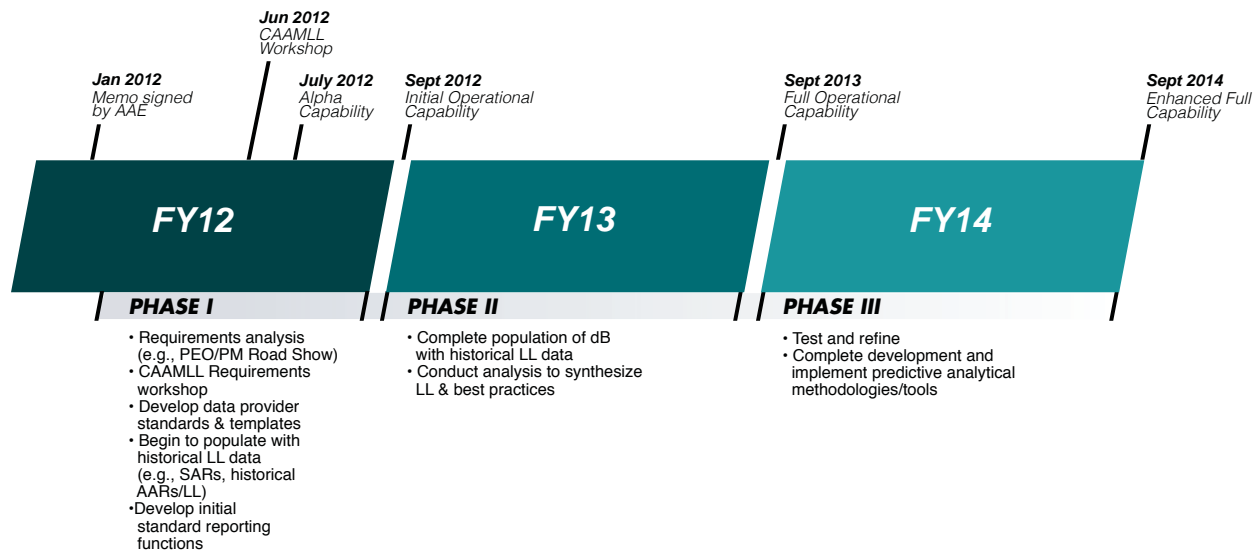 Jun 2012
CAAMLL
Workshop
Jan 2012
Memo signed
by AAE
July 2012
Alpha
Capability
Sept 2012
Initial Operational
Capability
Sept 2013
Full Operational
Capability
Sept 2014
Enhanced Full
Capability
FY12
FY13
FY14
PHASE I
• Requirements analysis
(e.g., PEO/PM Road Show)
• CAAMLL Requirements
workshop
• Develop data provider
standards & templates
• Begin to populate with
historical LL data
(e.g., SARs, historical
AARs/LL)
•Develop initial
standard reporting
functions
PHASE II
• Complete population of dB
with historical LL data
• Conduct analysis to synthesize
LL & best practices
PHASE III
• Test and refine
• Complete development and
implement predictive analytical
methodologies/tools